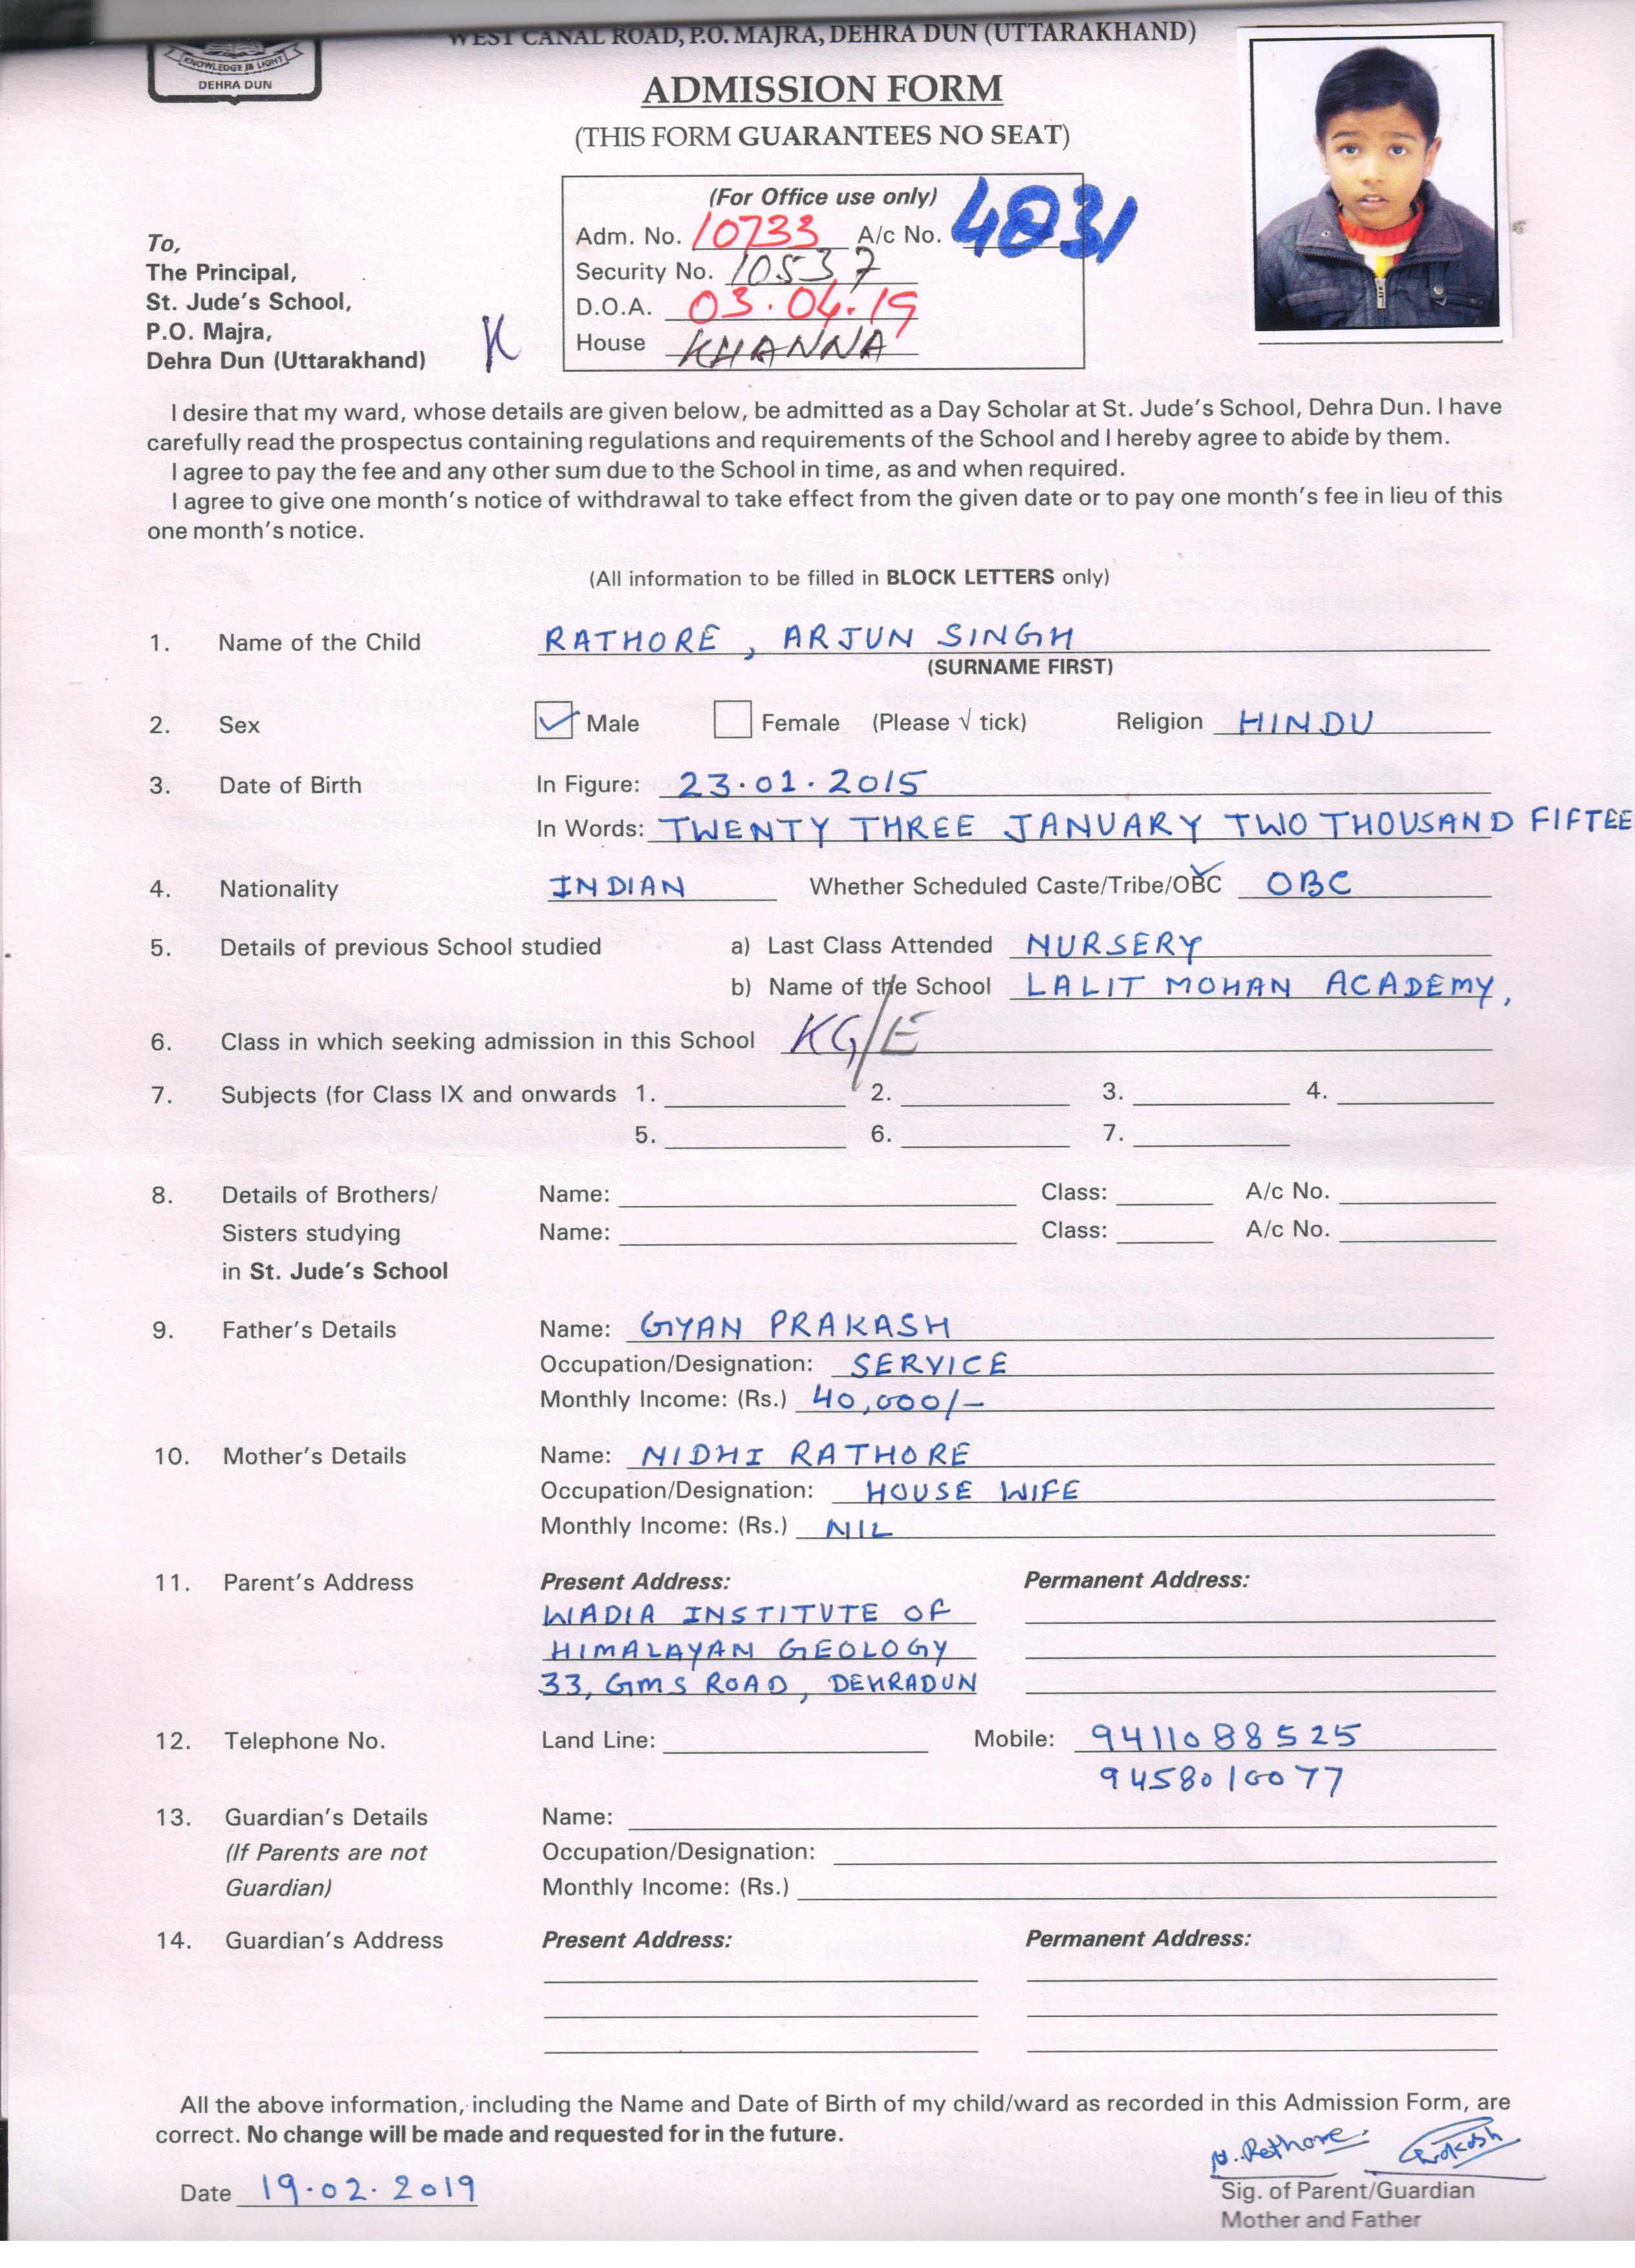 WEST CANAL ROAD, P.O. MAJRA, DEHRA DUN (UTTARAKHAND)
KNOWLEDGE IS LIGHT
DEHRA DUN
ADMISSION FORM
(THIS FORM GUARANTEES NO SEAT)
(For Office use only)
Adm. No. 10733 A/c No. 4831
Security No. 10537
D.O.A. 03.04.19
House KHANNA
To,
The Principal,
St. Jude's School,
P.O. Majra,
Dehra Dun (Uttarakhand)
K
I desire that my ward, whose details are given below, be admitted as a Day Scholar at St. Jude's School, Dehra Dun. I have
carefully read the prospectus containing regulations and requirements of the School and I hereby agree to abide by them.
I agree to pay the fee and any other sum due to the School in time, as and when required.
I agree to give one month's notice of withdrawal to take effect from the given date or to pay one month's fee in lieu of this
one month's notice.
(All information to be filled in BLOCK LETTERS only)
1. Name of the Child RATHORE, ARJUN SINGH
(SURNAME FIRST)
2. Sex ✓ Male Female (Please √ tick) Religion HINDU
3. Date of Birth In Figure: 23.01.2015
In Words: TWENTY THREE JANUARY TWO THOUSAND FIFTEE
4. Nationality INDIAN Whether Scheduled Caste/Tribe/OBC OBC
5. Details of previous School studied a) Last Class Attended NURSERY
b) Name of the School LALIT MOHAN ACADEMY,
6. Class in which seeking admission in this School KG/E
7. Subjects (for Class IX and onwards 1. 2. 3. 4.
5. 6. 7.
8. Details of Brothers/ Name: Class: A/c No.
Sisters studying Name: Class: A/c No.
in St. Jude's School
9. Father's Details Name: GYAN PRAKASH
Occupation/Designation: SERVICE
Monthly Income: (Rs.) 40,000/-
10. Mother's Details Name: NIDHI RATHORE
Occupation/Designation: HOUSE WIFE
Monthly Income: (Rs.) NIL
11. Parent's Address Present Address: Permanent Address:
WADIA INSTITUTE OF
HIMALAYAN GEOLOGY
33, GMS ROAD, DEHRADUN
12. Telephone No. Land Line: Mobile: 9411088525
9458010077
13. Guardian's Details Name:
(If Parents are not Occupation/Designation:
Guardian) Monthly Income: (Rs.)
14. Guardian's Address Present Address: Permanent Address:
All the above information, including the Name and Date of Birth of my child/ward as recorded in this Admission Form, are
correct. No change will be made and requested for in the future.
N. Rathore. Prakash
Date 19.02.2019
Sig. of Parent/Guardian
Mother and Father